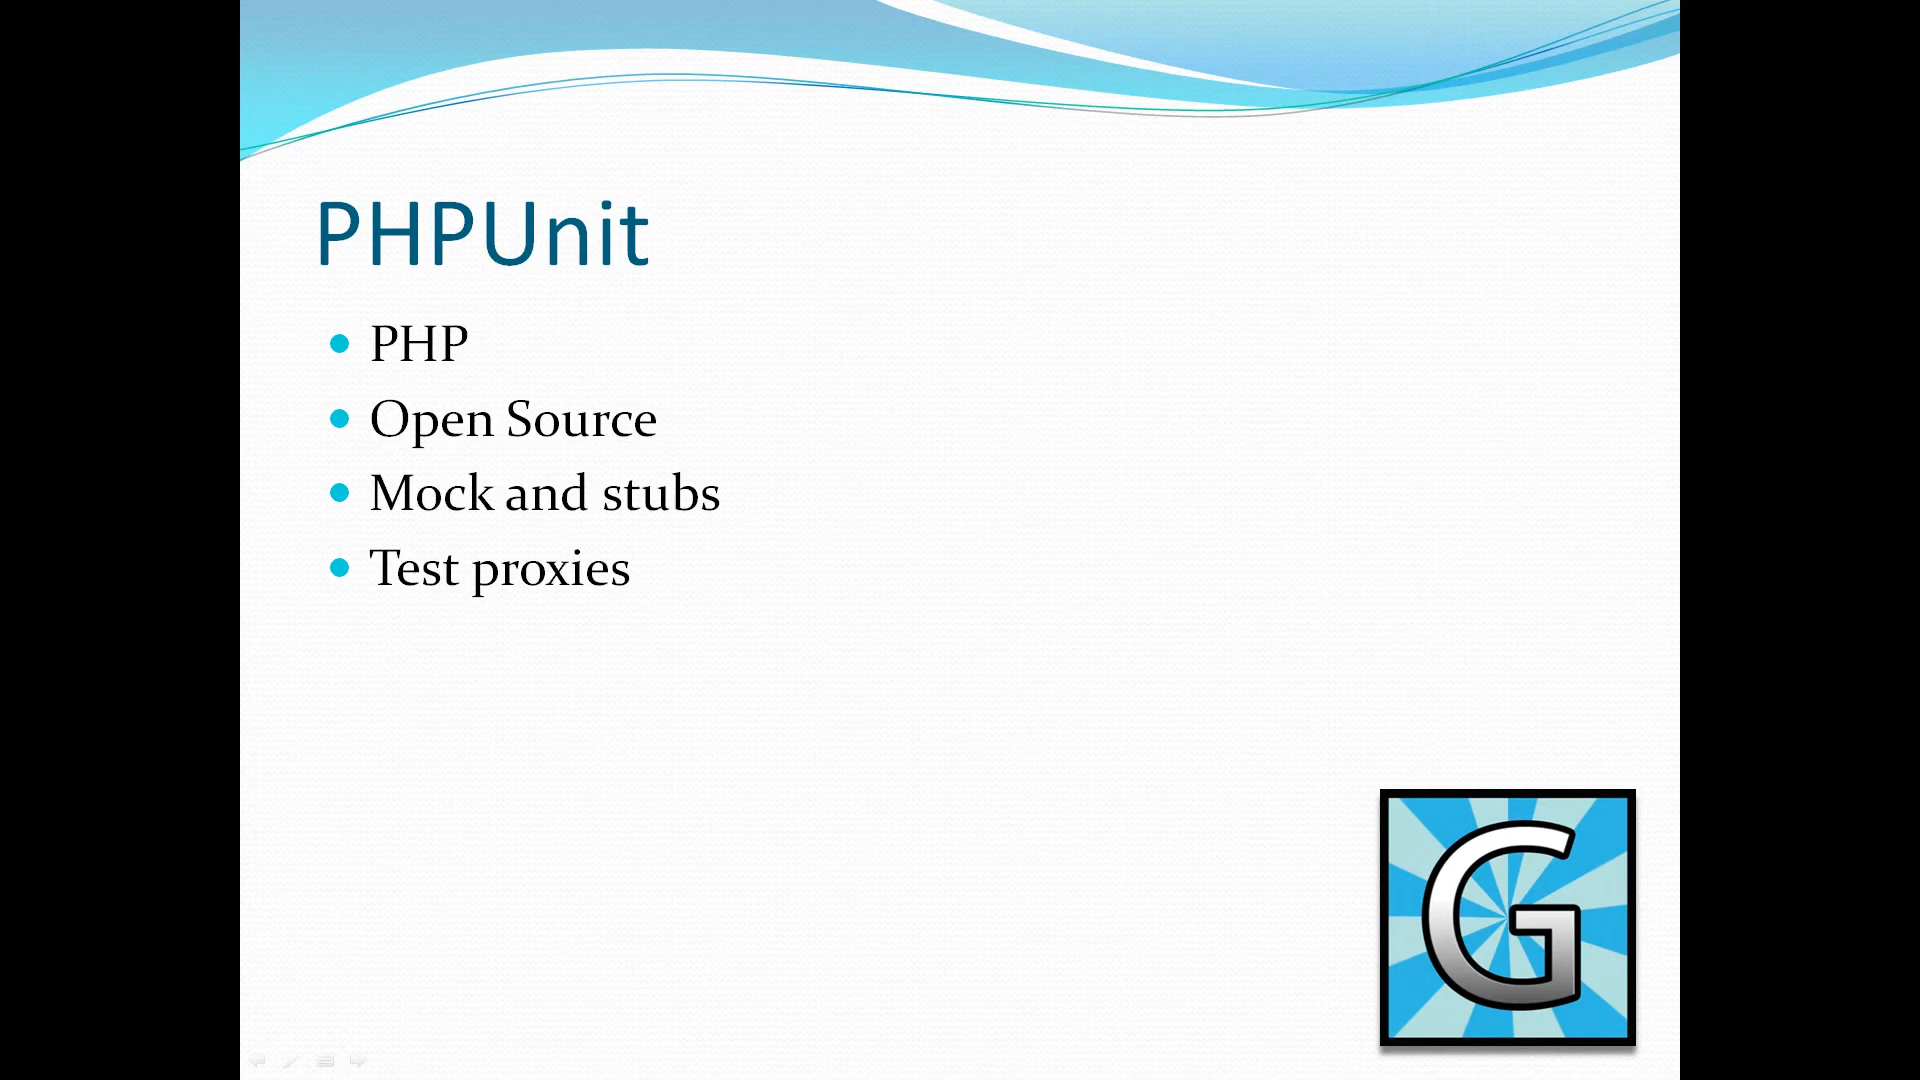 PHPUnit
PHP
Open Source
Mock and stubs
Test proxies
G